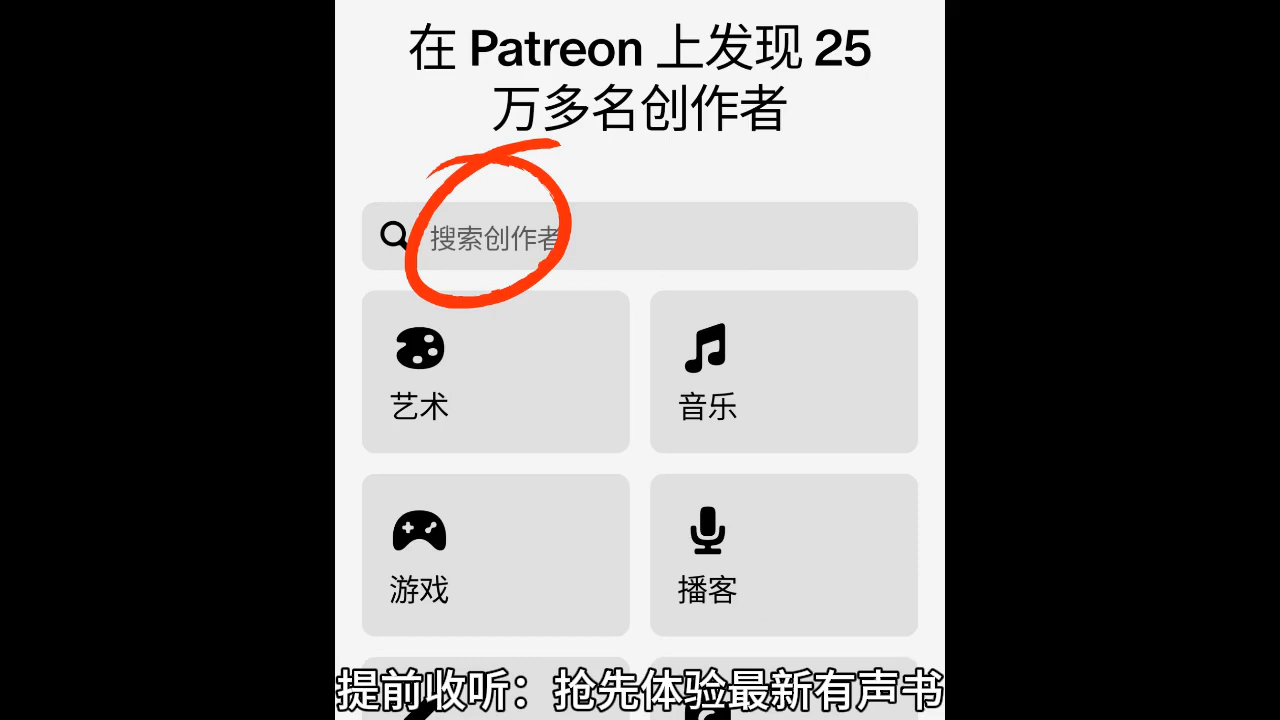 在 Patreon 上发现 25
万多名创作者
搜索创作者
艺术
音乐
游戏
播客
提前收听：抢先体验最新有声书